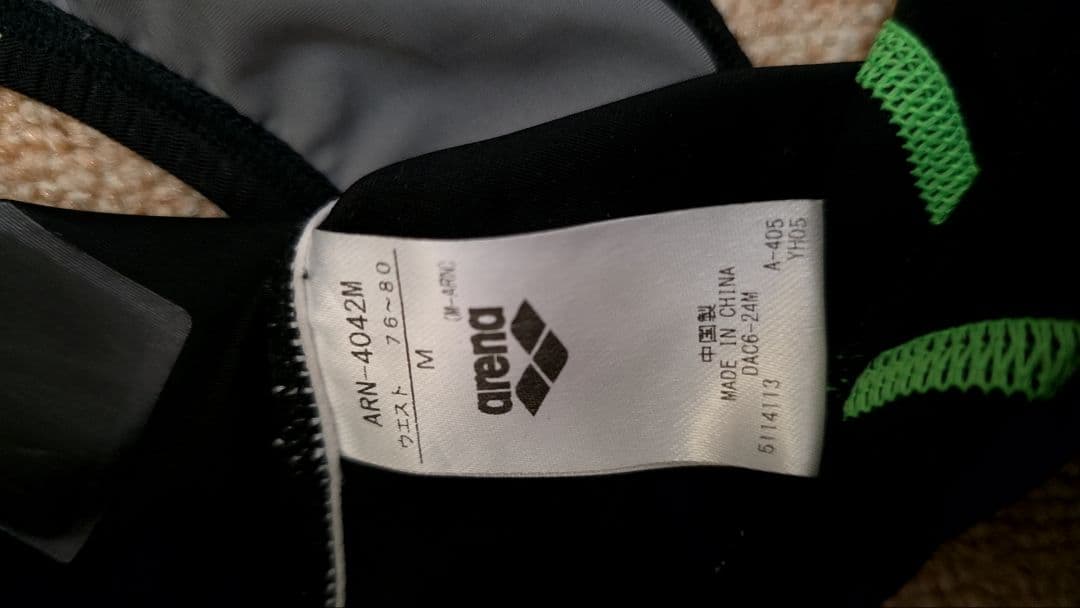 ARN-4042M
ウエスト 76~80
M
(M-ARN)
arena
中国製
MADE IN CHINA
DAC6-24M
5114113 A-405
YH05